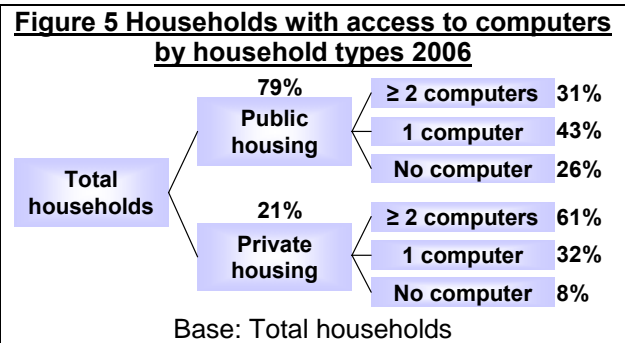 Figure 5 Households with access to computers
by household types 2006
79%
Public
housing
≥ 2 computers 31%
1 computer 43%
No computer 26%
Total
households
21%
Private
housing
≥ 2 computers 61%
1 computer 32%
No computer 8%
Base: Total households